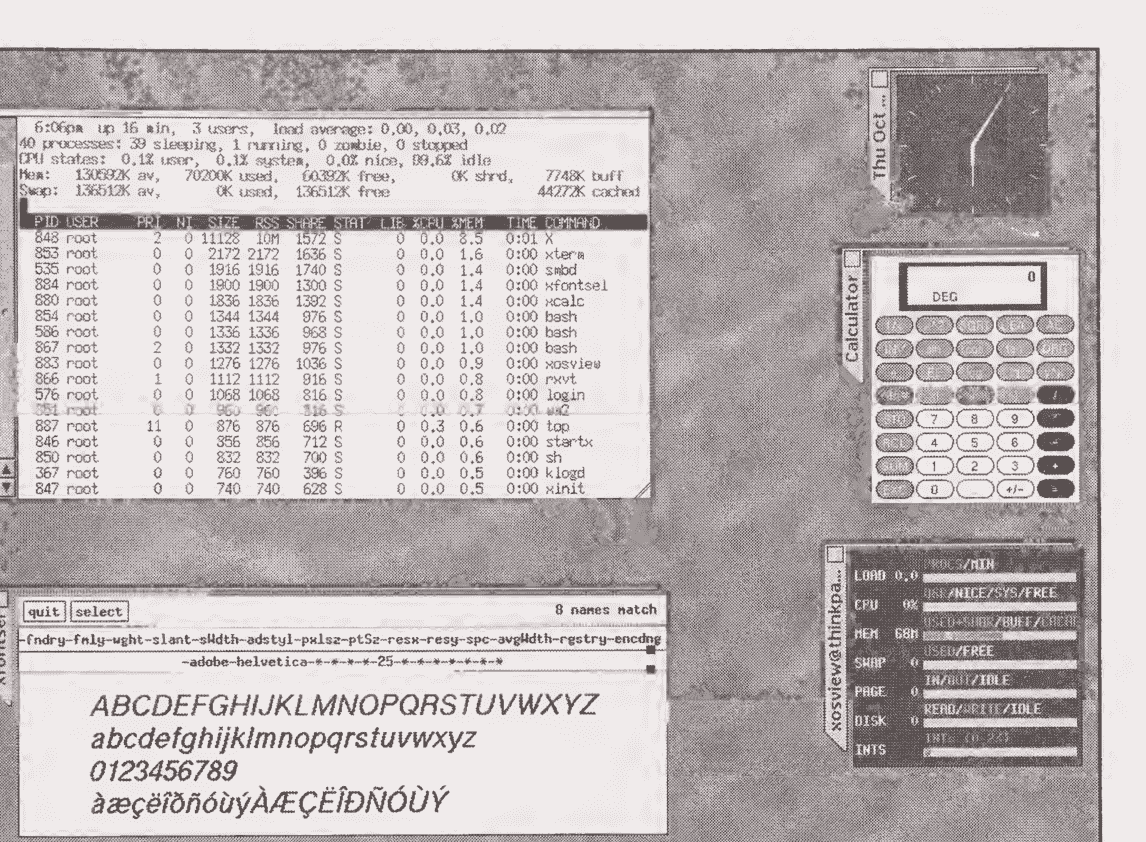 6:06pm up 16 min, 3 users, load average: 0.00, 0.03, 0.02
40 processes: 39 sleeping, 1 running, 0 zombie, 0 stopped
CPU states: 0.1% user, 0.1% system, 0.0% nice, 99.6% idle
Mem: 130592K av, 70200K used, 60392K free, 0K shrd, 7748K buff
Swap: 136512K av, 0K used, 136512K free 44272K cached
PID USER PRI NI SIZE RSS SHARE STAT LIB %CPU %MEM TIME COMMAND
848 root 2 0 11128 10M 1572 S 0 0.0 8.5 0:01 X
853 root 0 0 2172 2172 1636 S 0 0.0 1.6 0:00 xterm
535 root 0 0 1916 1916 1740 S 0 0.0 1.4 0:00 smbd
884 root 0 0 1900 1900 1300 S 0 0.0 1.4 0:00 xfontsel
880 root 0 0 1836 1836 1392 S 0 0.0 1.4 0:00 xcalc
854 root 0 0 1344 1344 976 S 0 0.0 1.0 0:00 bash
586 root 0 0 1336 1336 968 S 0 0.0 1.0 0:00 bash
867 root 2 0 1332 1332 976 S 0 0.0 1.0 0:00 bash
883 root 0 0 1276 1276 1036 S 0 0.0 0.9 0:00 xosview
866 root 1 0 1112 1112 916 S 0 0.0 0.8 0:00 rxvt
576 root 0 0 1068 1068 816 S 0 0.0 0.8 0:00 login
851 root 0 0 960 960 816 S 0 0.0 0.7 0:00
887 root 11 0 876 876 696 R 0 0.3 0.6 0:00 top
846 root 0 0 856 856 712 S 0 0.0 0.6 0:00 startx
850 root 0 0 832 832 700 S 0 0.0 0.6 0:00 sh
367 root 0 0 760 760 396 S 0 0.0 0.5 0:00 klogd
847 root 0 0 740 740 628 S 0 0.0 0.5 0:00 xinit
Thu Oct ...
Calculator
0
DEG
7 8 9
4 5 6
1 2 3 +
0 . +/- =
xfontsel
quit select 8 names match
-fndry-fmly-wght-slant-sWdth-adstyl-pxlsz-ptSz-resx-resy-spc-avgWdth-rgstry-encdng
-adobe-helvetica-*-*-*-*-25-*-*-*-*-*-*-*
ABCDEFGHIJKLMNOPQRSTUVWXYZ
abcdefghijklmnopqrstuvwxyz
0123456789
àæçëîðñóùýÀÆÇËÎÐÑÓÙÝ
xosview@thinkpa...
PROCS/MIN
LOAD 0.0
USR/NICE/SYS/FREE
CPU 0%
USED+SHAR/BUFF/CACHE
MEM 68M
USED/FREE
SWAP 0
IN/OUT/IDLE
PAGE 0
READ/WRITE/IDLE
DISK 0
INTs (0,24)
INTS